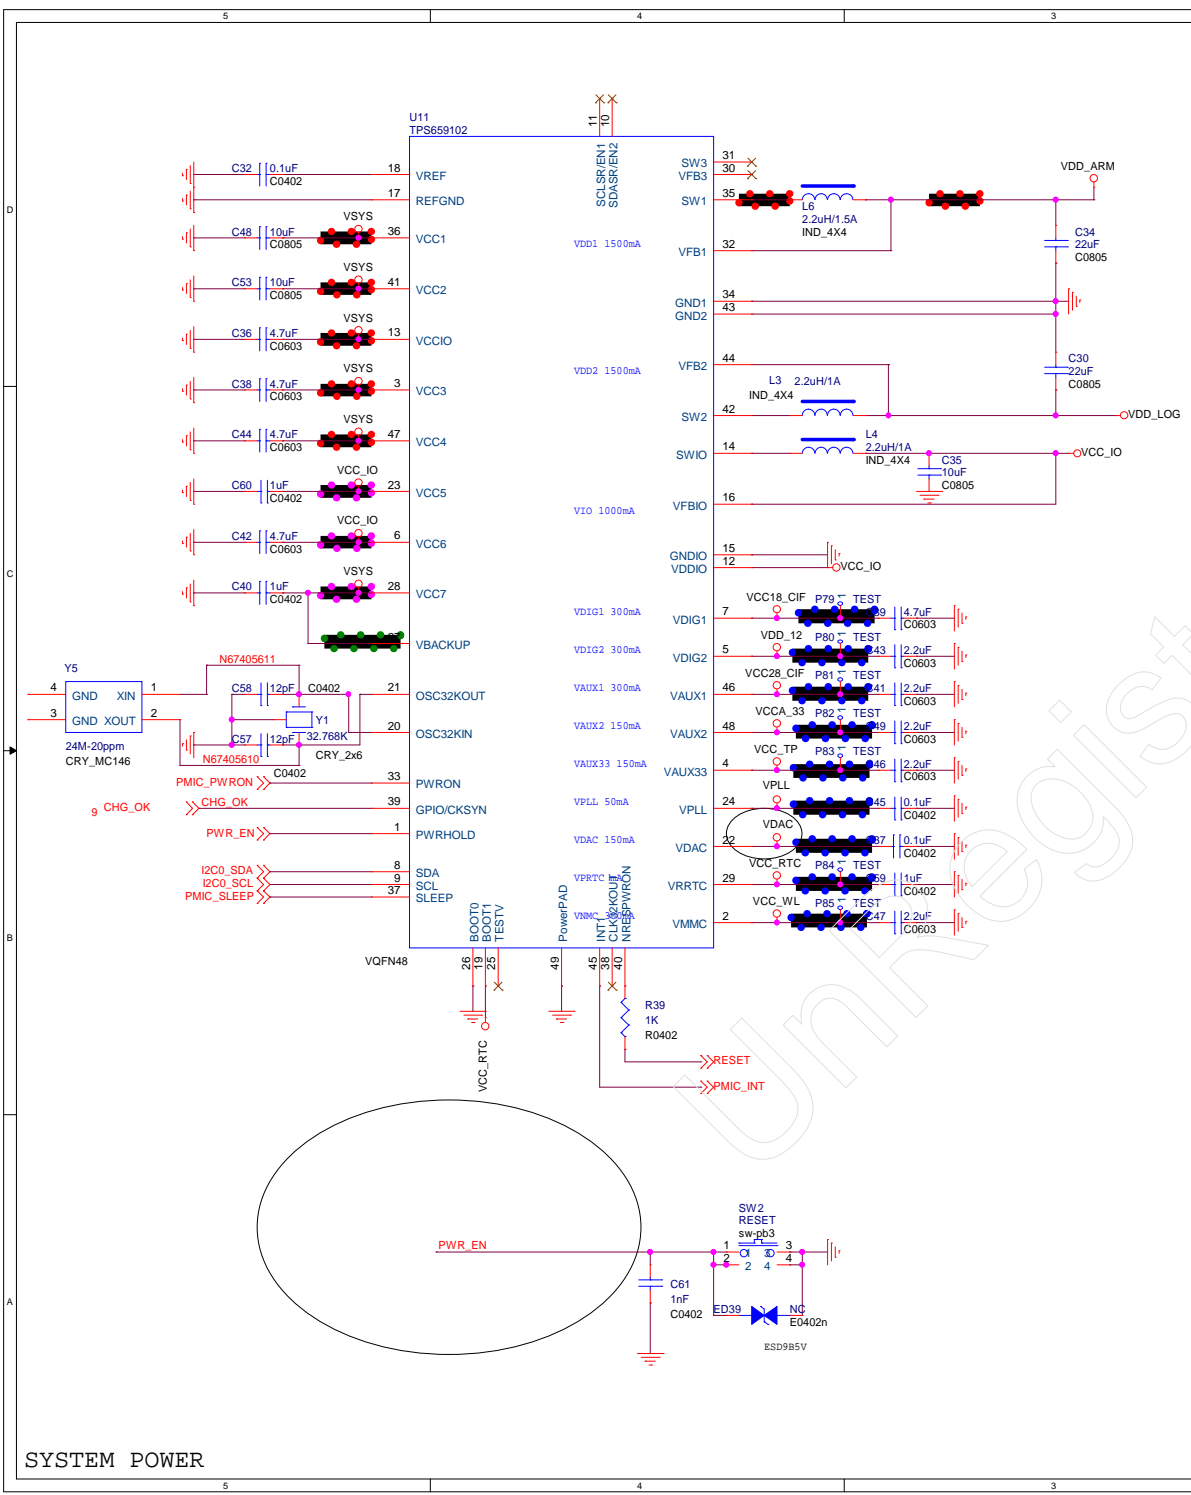 5
4
3
D
C
B
A
U11
TPS659102
11
10
SCLSR/EN1
SDASR/EN2
C32 0.1uF
C0402
18 VREF
17 REFGND
C48 10uF
C0805
VSYS
36 VCC1
C53 10uF
C0805
VSYS
41 VCC2
C36 4.7uF
C0603
VSYS
13 VCCIO
C38 4.7uF
C0603
VSYS
3 VCC3
C44 4.7uF
C0603
VSYS
47 VCC4
C60 1uF
C0402
VCC_IO
23 VCC5
C42 4.7uF
C0603
VCC_IO
6 VCC6
C40 1uF
C0402
VSYS
28 VCC7
VBACKUP
N67405611
Y5
4 GND XIN 1
3 GND XOUT 2
24M-20ppm
CRY_MC146
C58 12pF C0402
Y1
32.768K
CRY_2x6
C57 12pF
C0402
N67405610
21 OSC32KOUT
20 OSC32KIN
PMIC_PWRON 33 PWRON
9 CHG_OK CHG_OK 39 GPIO/CKSYN
PWR_EN 1 PWRHOLD
I2C0_SDA 8 SDA
I2C0_SCL 9 SCL
PMIC_SLEEP 37 SLEEP
VDD1 1500mA
VDD2 1500mA
VIO 1000mA
VDIG1 300mA
VDIG2 300mA
VAUX1 300mA
VAUX2 150mA
VAUX33 150mA
VPLL 50mA
VDAC 150mA
SW3 31
VFB3 30
SW1 35
L6
2.2uH/1.5A
IND_4X4
VDD_ARM
VFB1 32
C34
22uF
C0805
GND1 34
GND2 43
VFB2 44
C30
22uF
C0805
L3 2.2uH/1A
IND_4X4
SW2 42
VDD_LOG
L4
2.2uH/1A
IND_4X4
SWIO 14
VCC_IO
C35
10uF
C0805
VFBIO 16
GNDIO 15
VDDIO 12
VCC_IO
VCC18_CIF P79 TEST
VDIG1 7 4.7uF
C0603
VDD_12 P80 TEST
VDIG2 5 2.2uF
C0603
VCC28_CIF P81 TEST
VAUX1 46 2.2uF
C0603
VCCA_33 P82 TEST
VAUX2 48 2.2uF
C0603
VCC_TP P83 TEST
VAUX33 4 2.2uF
C0603
VPLL
VPLL 24 0.1uF
C0402
VDAC
VDAC 22 0.1uF
C0402
VCC_RTC P84 TEST
VRRTC 29 1uF
C0402
VCC_WL P85 TEST
VMMC 2 2.2uF
C0603
BOOT0
BOOT1
TESTV
PowerPAD
INT1
CLK32KOUT
NRESPWRON
VQFN48
26
19
25
49
45
38
40
VCC_RTC
R39
1K
R0402
RESET
PMIC_INT
UnRegist
PWR_EN
C61
1nF
C0402
SW2
RESET
sw-pb3
1 1 3 3
2 2 4 4
ED39 NC
E0402n
ESD9B5V
SYSTEM POWER
5
4
3